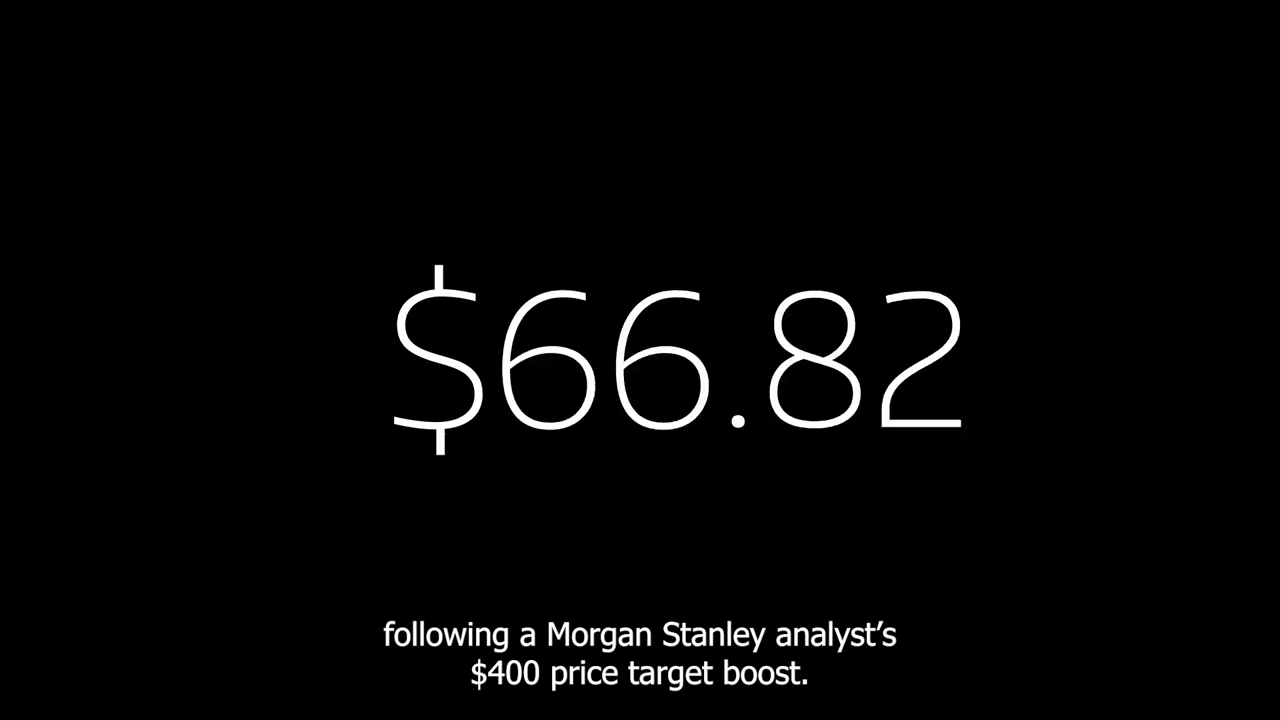 $66.82
following a Morgan Stanley analyst’s
$400 price target boost.